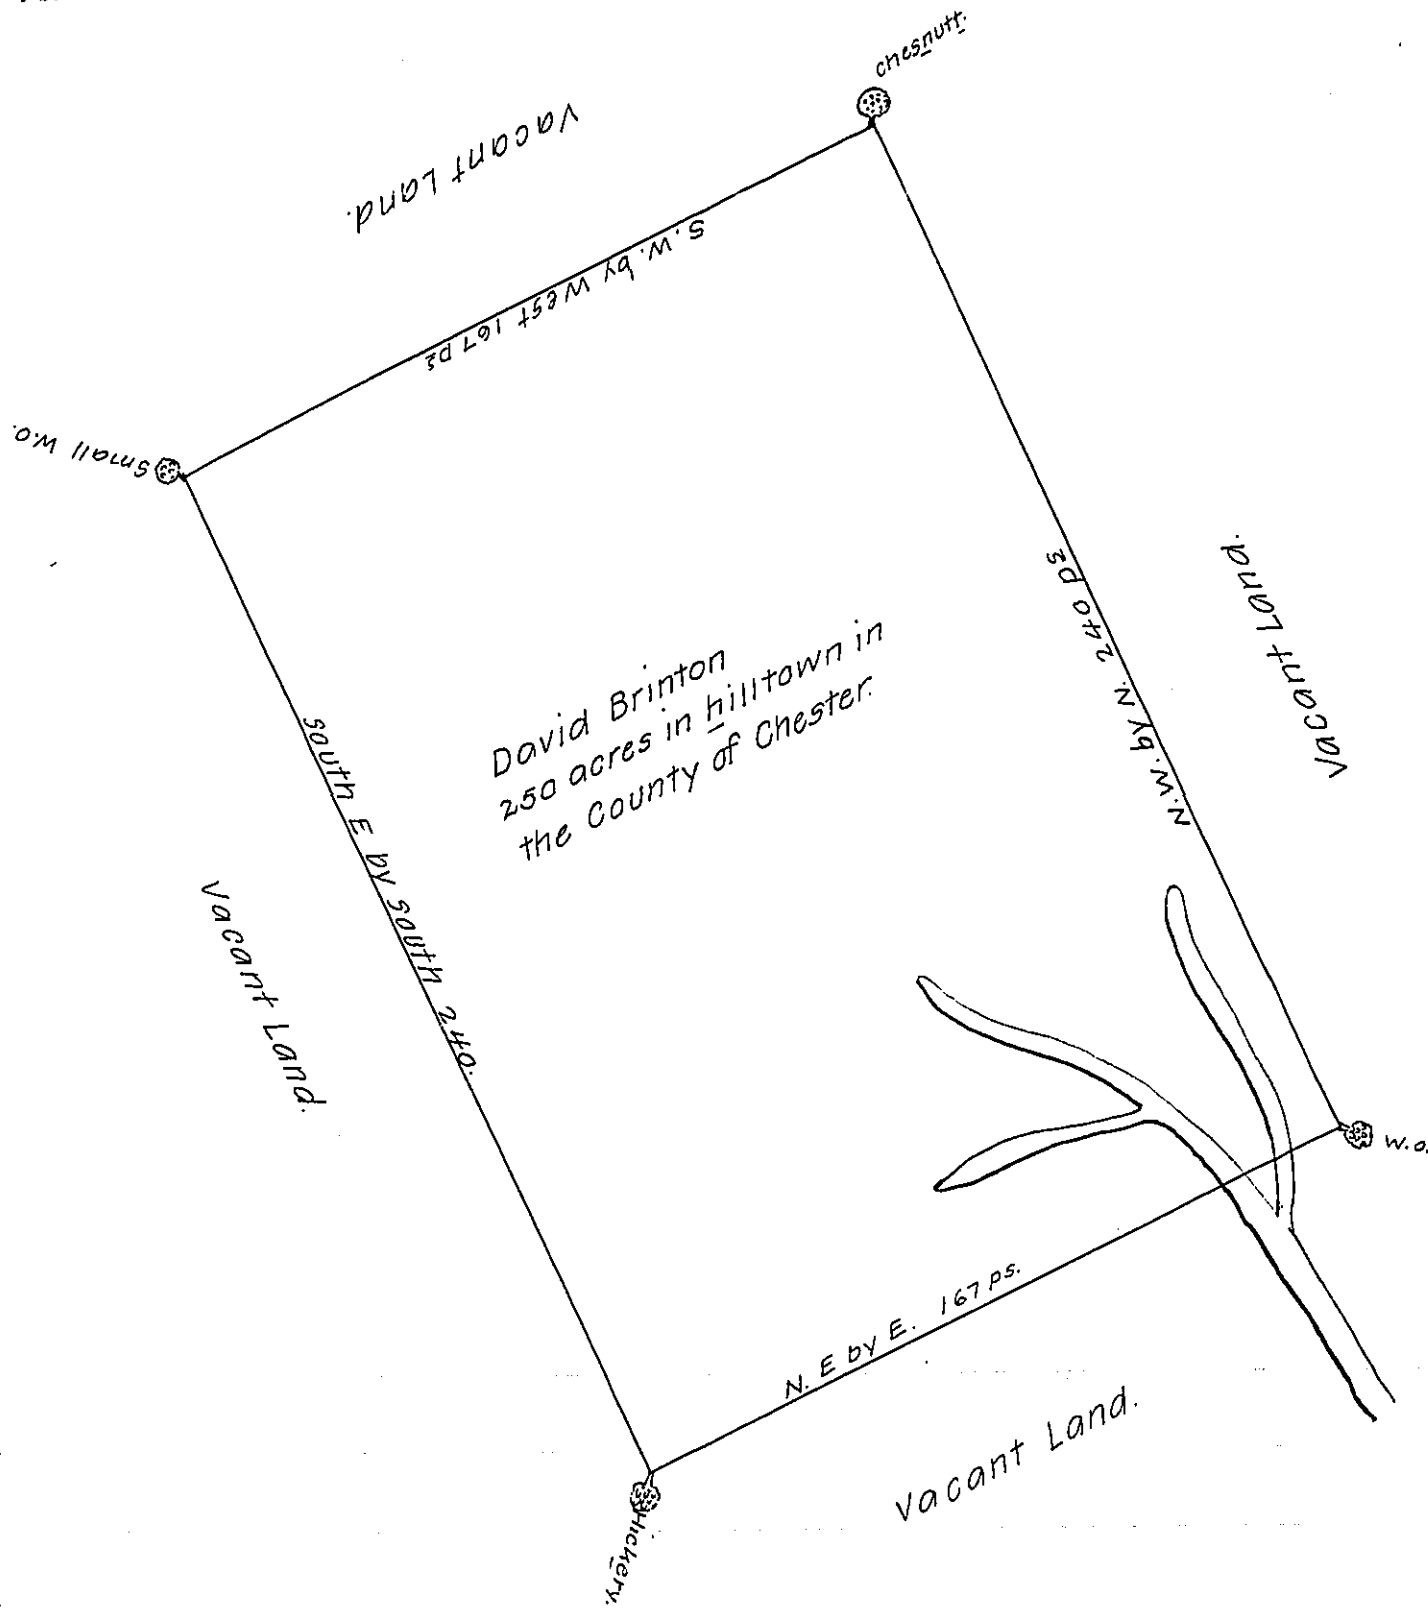 chesnutt.
Vacant Land.
S.W. by West 167 ps
Small w.o.
N.W. by N. 240 ps
Vacant Land.
David Brinton
250 acres in hilltown in
the County of Chester.
South E by South 240.
Vacant Land.
w.o.
N. E by E. 167 ps.
Vacant Land.
Hickery.